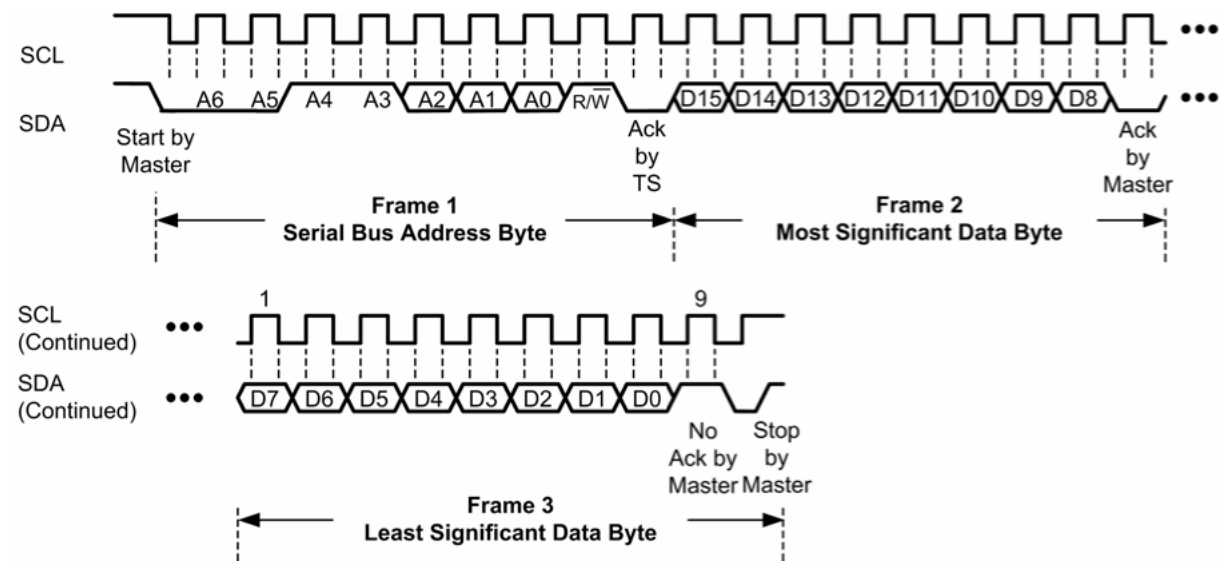 SCL
SDA
A6 A5 A4 A3 A2 A1 A0 R/W̅ D15 D14 D13 D12 D11 D10 D9 D8
Start by
Master
Ack
by
TS
Ack
by
Master
Frame 1
Serial Bus Address Byte
Frame 2
Most Significant Data Byte
1 9
SCL
(Continued)
SDA
(Continued)
D7 D6 D5 D4 D3 D2 D1 D0
No
Ack by
Master
Stop
by
Master
Frame 3
Least Significant Data Byte